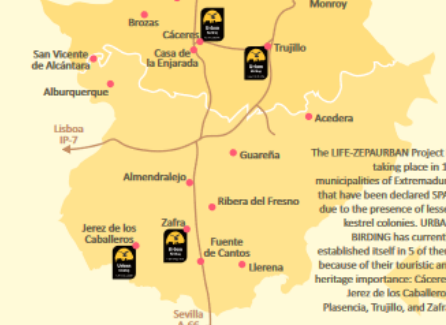 Monroy
Brozas
Cáceres
Trujillo
Casa de
la Enjarada
San Vicente
de Alcántara
Alburquerque
Acedera
Lisboa
IP-7
Guareña
Almendralejo
Ribera del Fresno
Zafra
Jerez de los
Caballeros
Fuente
de Cantos
Llerena
Sevilla
A-66
The LIFE-ZEPAURBAN Project
taking place in 1
municipalities of Extremadur
that have been declared SPA
due to the presence of lesse
kestrel colonies. URBA
BIRDING has current
established itself in 5 of them
because of their touristic an
heritage importance: Cácere
Jerez de los Caballero
Plasencia, Trujillo, and Zafr